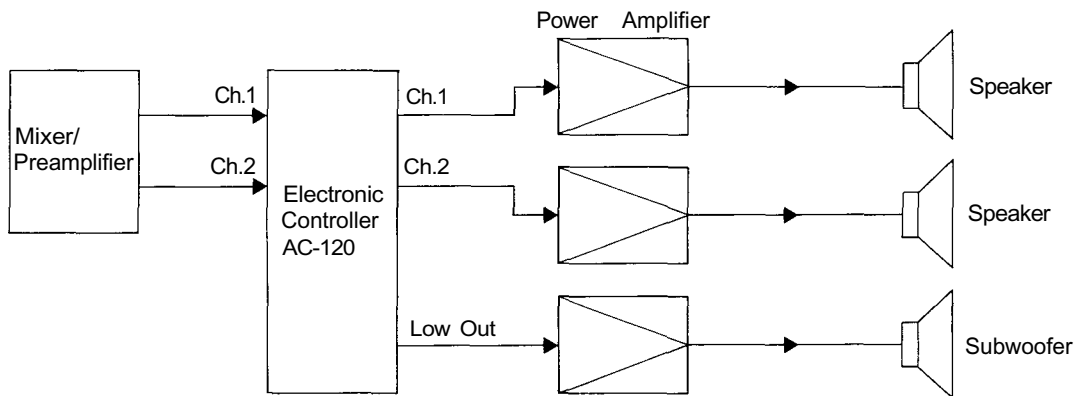 Power Amplifier
Ch.1
Ch.1
Speaker
Mixer/
Preamplifier
Ch.2
Ch.2
Electronic
Controller
AC-120
Speaker
Low Out
Subwoofer